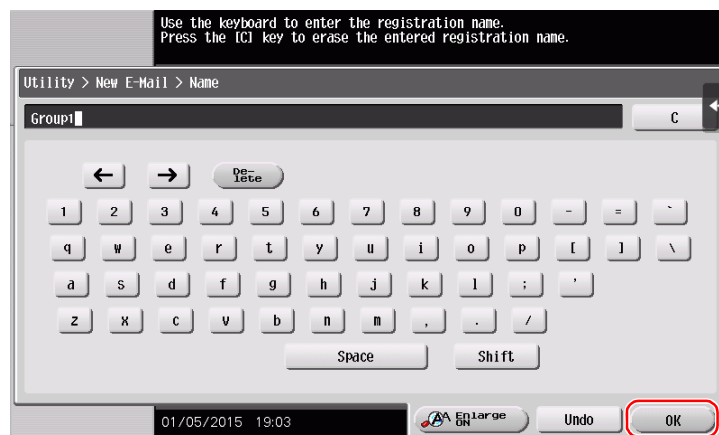 Use the keyboard to enter the registration name.
Press the [C] key to erase the entered registration name.
Utility > New E-Mail > Name
Group1
C
← → De-
lete
1 2 3 4 5 6 7 8 9 0 - = `
q w e r t y u i o p [ ] \
a s d f g h j k l ; '
z x c v b n m , . /
Space Shift
01/05/2015 19:03
Enlarge
ON
Undo
OK